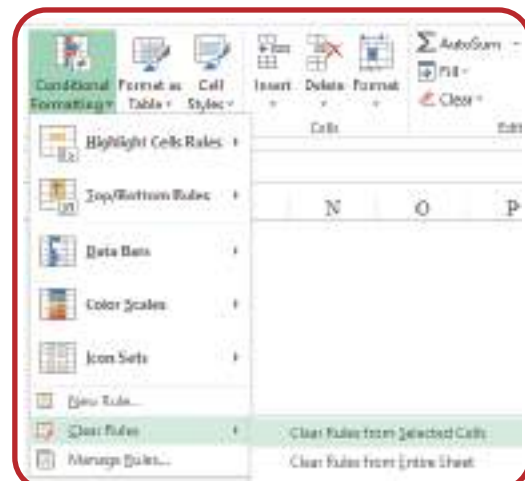 Conditional Formatting Format as Table Cell Styles Insert Delete Format AutoSum
Fill
Clear
Cells Edit
Highlight Cells Rules
Top/Bottom Rules
N O P
Data Bars
Color Scales
Icon Sets
New Rule...
Clear Rules Clear Rules from Selected Cells
Manage Rules... Clear Rules from Entire Sheet